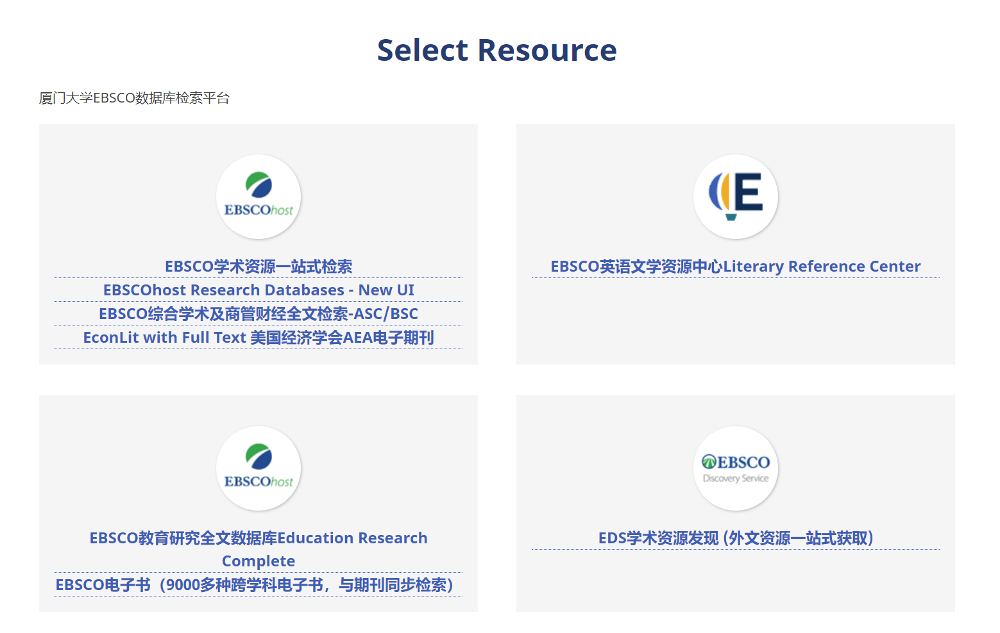 Select Resource
厦门大学EBSCO数据库检索平台
EBSCOhost
EBSCO学术资源一站式检索
EBSCOhost Research Databases - New UI
EBSCO综合学术及商管财经全文检索-ASC/BSC
EconLit with Full Text 美国经济学会AEA电子期刊
E
EBSCO英语文学资源中心Literary Reference Center
EBSCOhost
EBSCO教育研究全文数据库Education Research
Complete
EBSCO电子书（9000多种跨学科电子书，与期刊同步检索）
EBSCO
Discovery Service
EDS学术资源发现 (外文资源一站式获取)